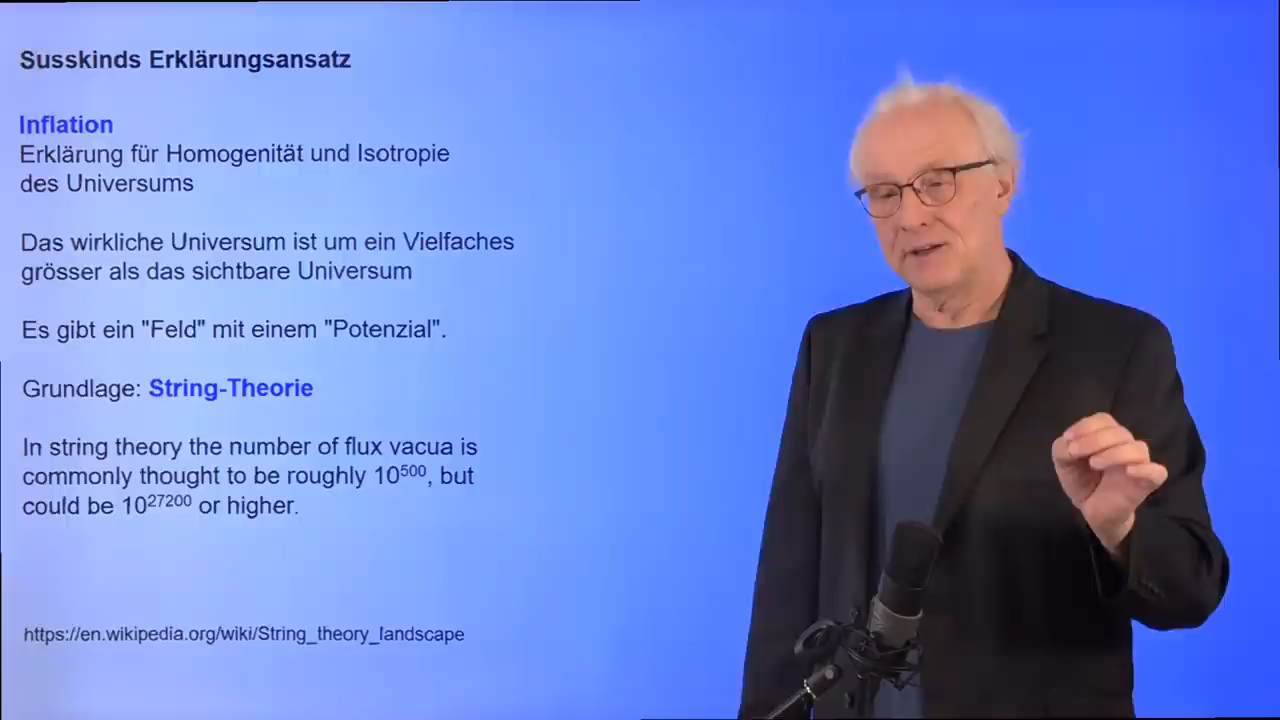 Susskinds Erklärungsansatz
Inflation
Erklärung für Homogenität und Isotropie
des Universums
Das wirkliche Universum ist um ein Vielfaches
grösser als das sichtbare Universum
Es gibt ein "Feld" mit einem "Potenzial".
Grundlage: String-Theorie
In string theory the number of flux vacua is
commonly thought to be roughly 10⁵⁰⁰, but
could be 10²⁷²⁰⁰ or higher.
https://en.wikipedia.org/wiki/String_theory_landscape